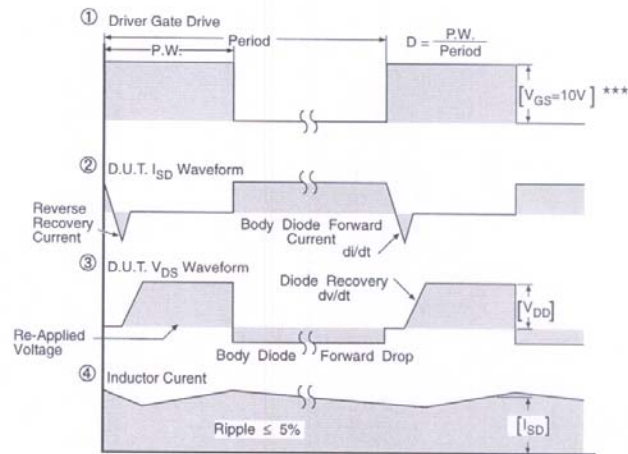 ① Driver Gate Drive
Period
P.W.
D = P.W. / Period
[VGS=10V] ***
② D.U.T. ISD Waveform
Reverse
Recovery
Current
Body Diode Forward
Current
di/dt
③ D.U.T. VDS Waveform
Diode Recovery
dv/dt
[VDD]
Re-Applied
Voltage
Body Diode Forward Drop
④ Inductor Curent
Ripple ≤ 5%
[ISD]